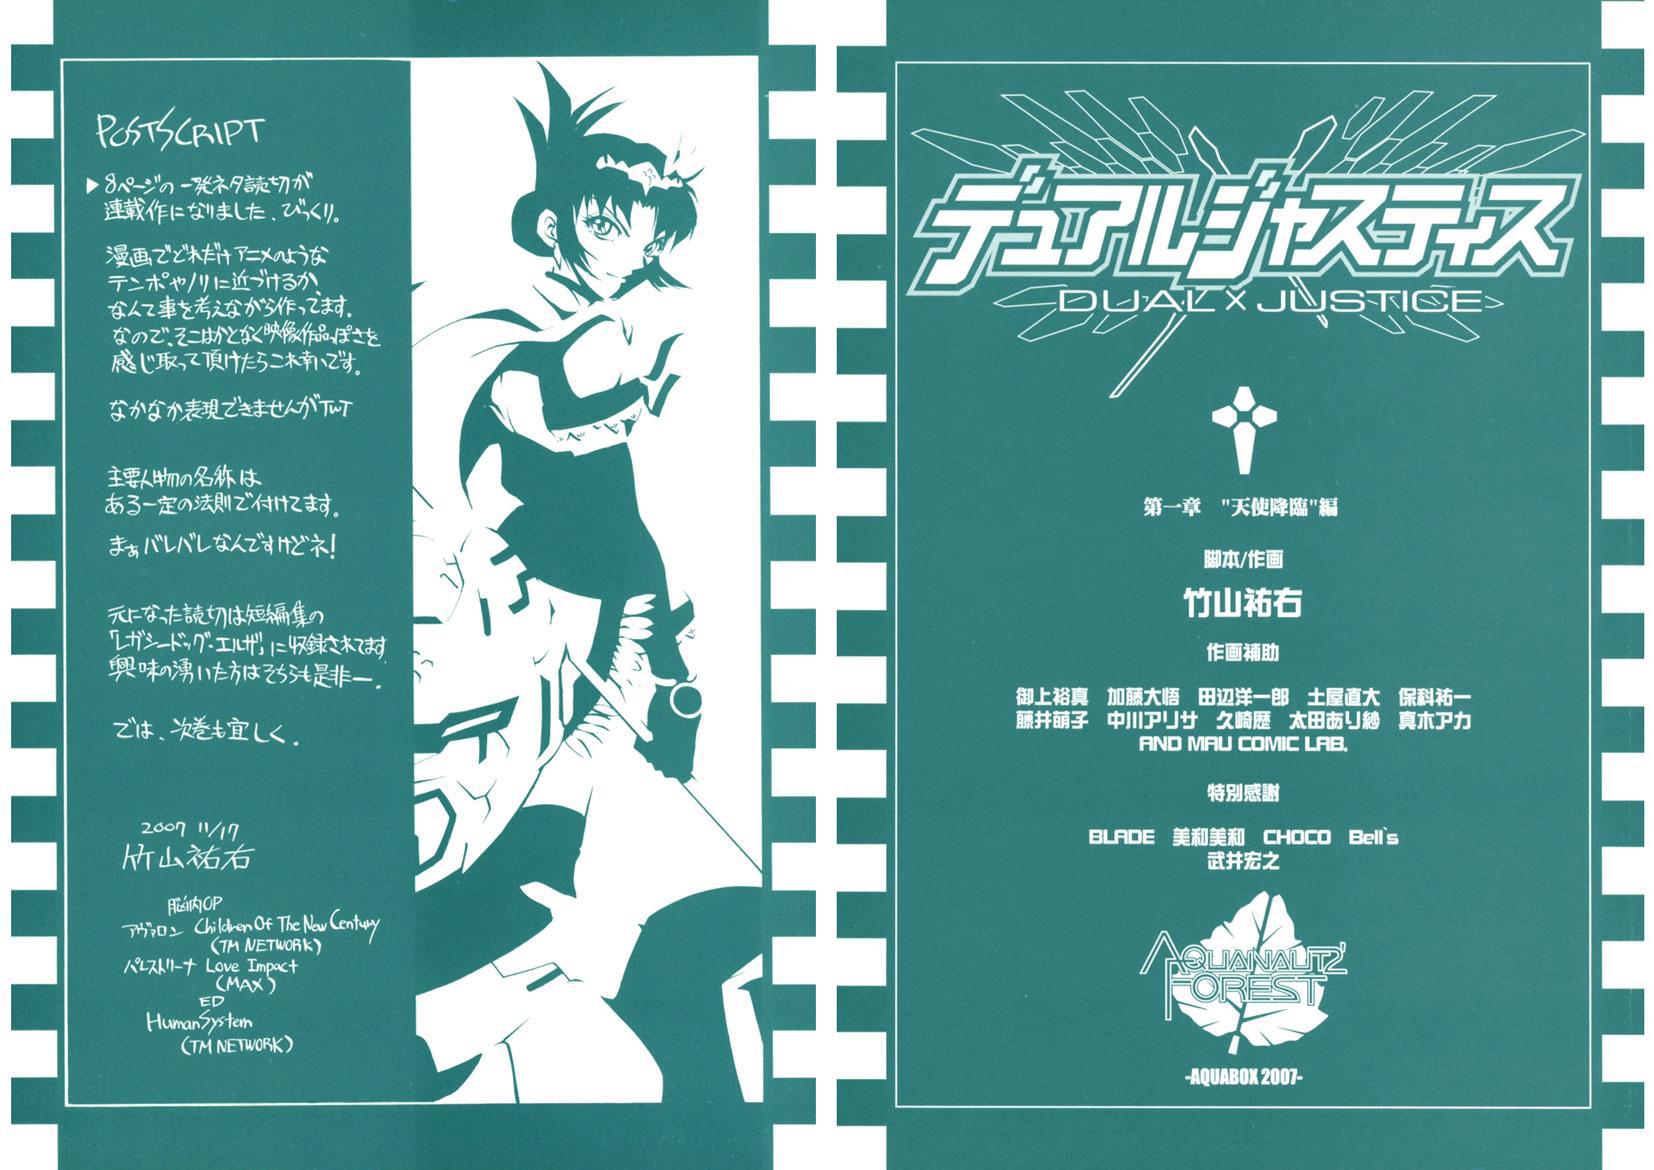 POSTSCRIPT
▶8ページの一発ネタ読切が
連載作になりました、びっくり。
漫画でどれだけアニメのような
テンポやノリに近づけるか、
なんて事を考えながら作ってます。
なので、そこはかとなく映像作品っぽさを
感じ取って頂けたらこれ幸いです。
なかなか表現できませんがTwT
主要人物の名称は
ある一定の法則で付けてます。
まぁバレバレなんですけどネ!
元になった読切は短編集の
「レガシードッグ・エルザ」に収録されてます
興味の湧いた方はそちらも是非ー。
では、次巻も宜しく。
2007 11/17
竹山祐右
脳内OP
アヴァロン Children Of The New Century
(TM NETWORK)
パレストリーナ Love Impact
(MAX)
ED
Human System
(TM NETWORK)
デュアルジャスティス
DUAL×JUSTICE
第一章 "天使降臨"編
脚本/作画
竹山祐右
作画補助
御上裕真 加藤大悟 田辺洋一郎 土屋直大 保科祐一
藤井萌子 中川アリサ 久崎歴 太田あり紗 真木アカ
AND MAU COMIC LAB.
特別感謝
BLADE 美和美和 CHOCO Bell's
武井宏之
AQUANAUTZ'
FOREST
-AQUABOX 2007-